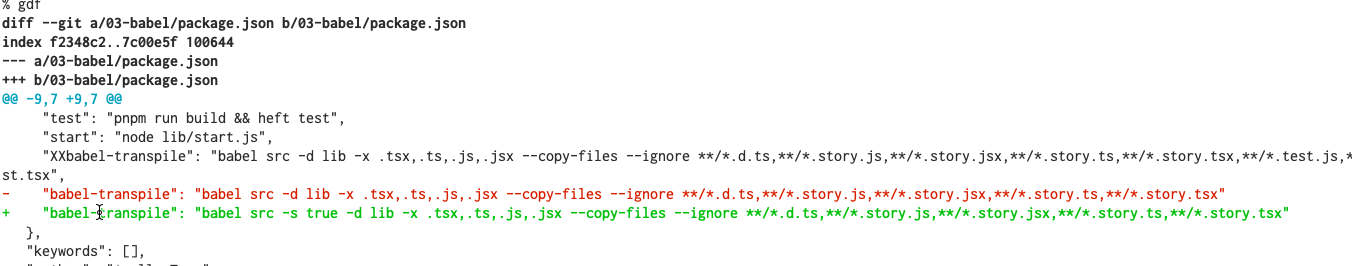 % gdf
diff --git a/03-babel/package.json b/03-babel/package.json
index f2348c2..7c00e5f 100644
--- a/03-babel/package.json
+++ b/03-babel/package.json
@@ -9,7 +9,7 @@
     "test": "pnpm run build && heft test",
     "start": "node lib/start.js",
     "XXbabel-transpile": "babel src -d lib -x .tsx,.ts,.js,.jsx --copy-files --ignore **/*.d.ts,**/*.story.js,**/*.story.jsx,**/*.story.ts,**/*.story.tsx,**/*.test.js,*
st.tsx",
-    "babel-transpile": "babel src -d lib -x .tsx,.ts,.js,.jsx --copy-files --ignore **/*.d.ts,**/*.story.js,**/*.story.jsx,**/*.story.ts,**/*.story.tsx"
+    "babel-transpile": "babel src -s true -d lib -x .tsx,.ts,.js,.jsx --copy-files --ignore **/*.d.ts,**/*.story.js,**/*.story.jsx,**/*.story.ts,**/*.story.tsx"
   },
   "keywords": [],